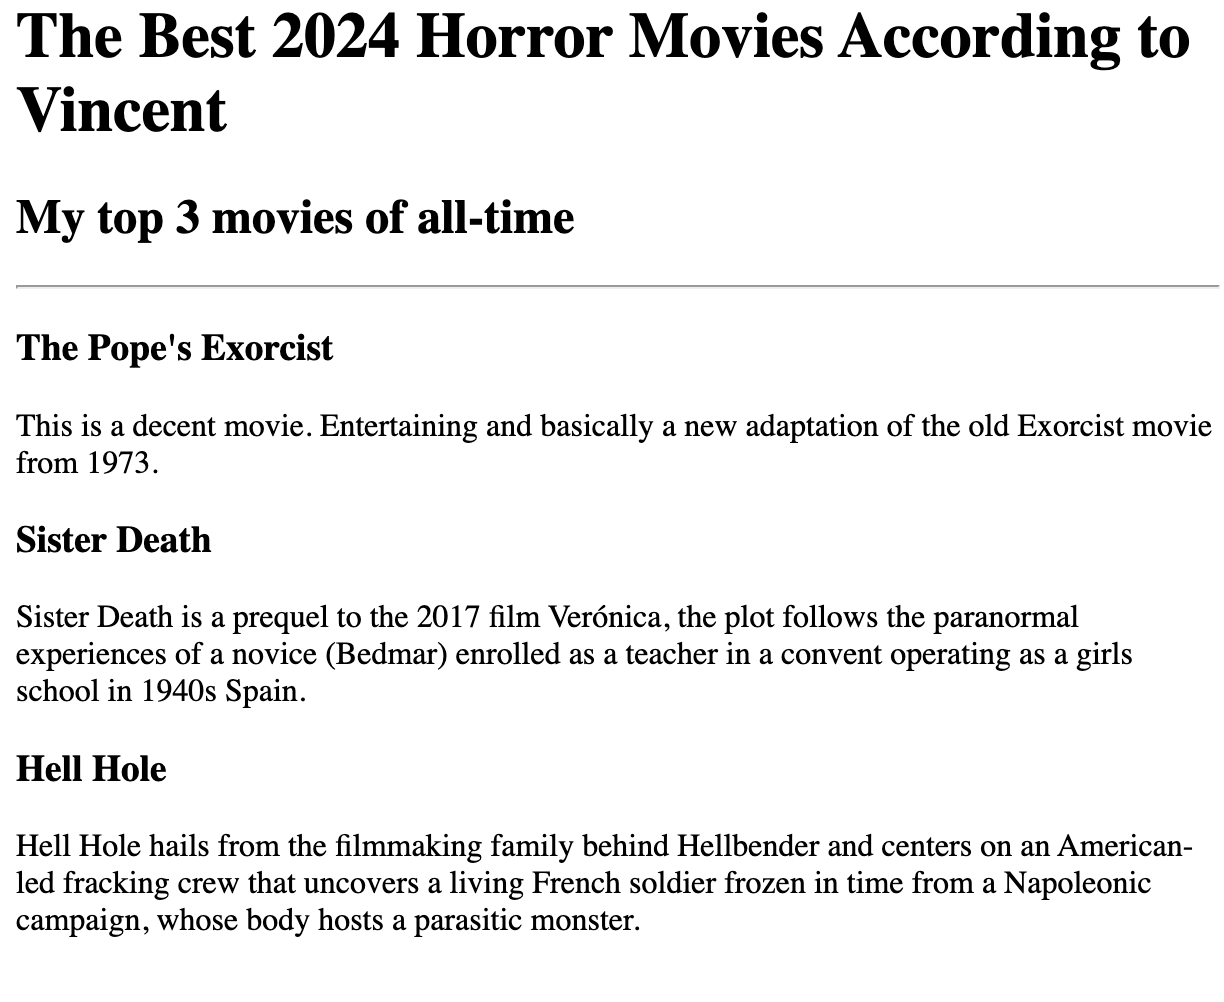 The Best 2024 Horror Movies According to
Vincent
My top 3 movies of all-time
The Pope's Exorcist
This is a decent movie. Entertaining and basically a new adaptation of the old Exorcist movie
from 1973.
Sister Death
Sister Death is a prequel to the 2017 film Verónica, the plot follows the paranormal
experiences of a novice (Bedmar) enrolled as a teacher in a convent operating as a girls
school in 1940s Spain.
Hell Hole
Hell Hole hails from the filmmaking family behind Hellbender and centers on an American-
led fracking crew that uncovers a living French soldier frozen in time from a Napoleonic
campaign, whose body hosts a parasitic monster.